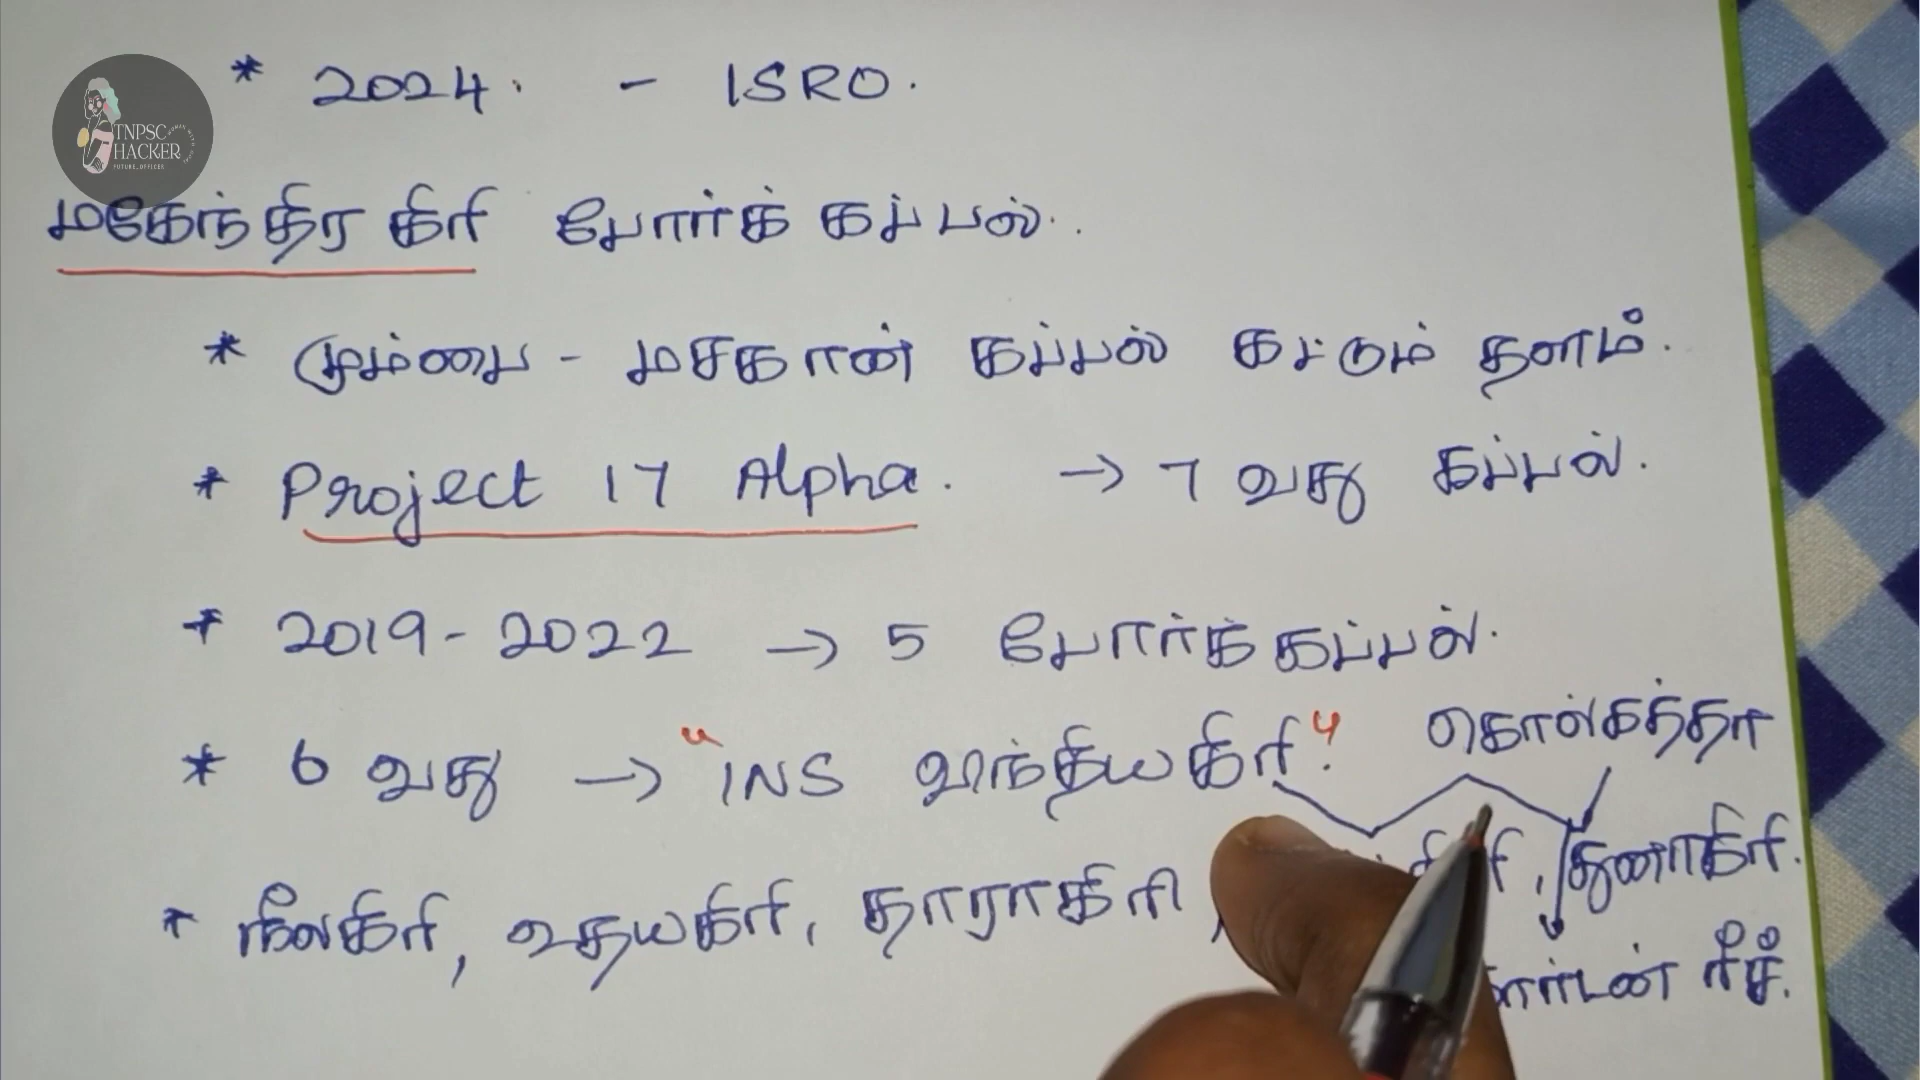 * 2024. - ISRO.
TNPSC
HACKER
FUTURE_OFFICER
மகேந்திர கிரி போர்க் கப்பல்.
* மும்பை - மசகான் கப்பல் கட்டும் தளம்.
* Project 17 Alpha. → 7 வது கப்பல்.
* 2019 - 2022 → 5 போர்க்கப்பல்.
* 6 வது → "INS விந்தியகிரி". கொல்கத்தா
* நீலகிரி, உதயகிரி, தாராகிரி, துனாகிரி.